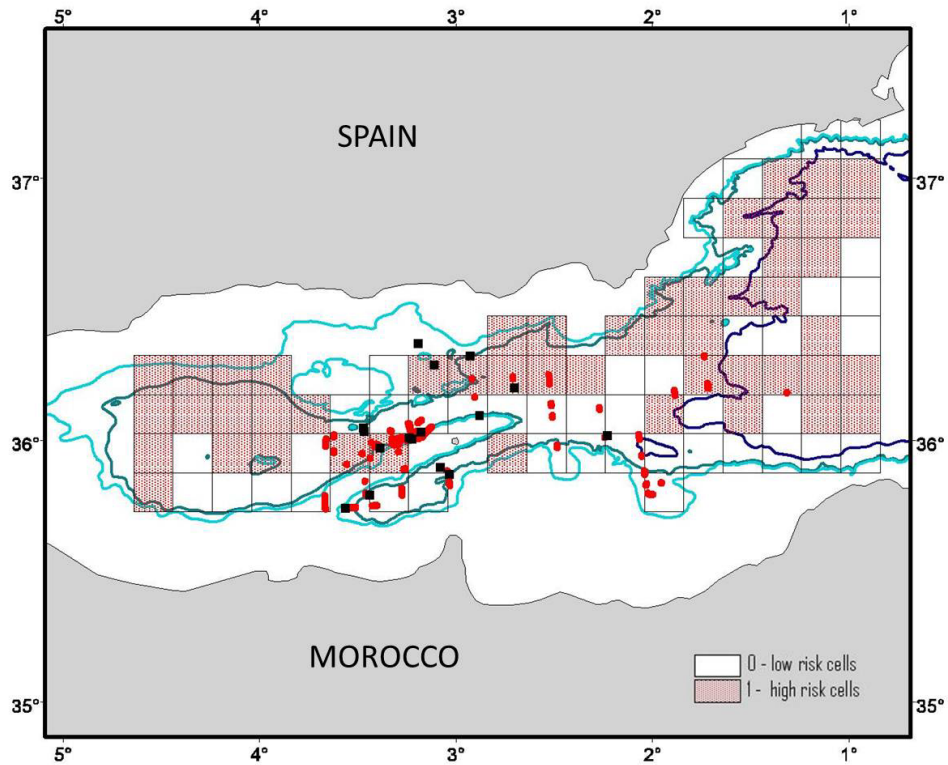 5° 4° 3° 2° 1°
SPAIN
37° 37°
36° 36°
MOROCCO
0 - low risk cells
1 - high risk cells
35° 35°
5° 4° 3° 2° 1°